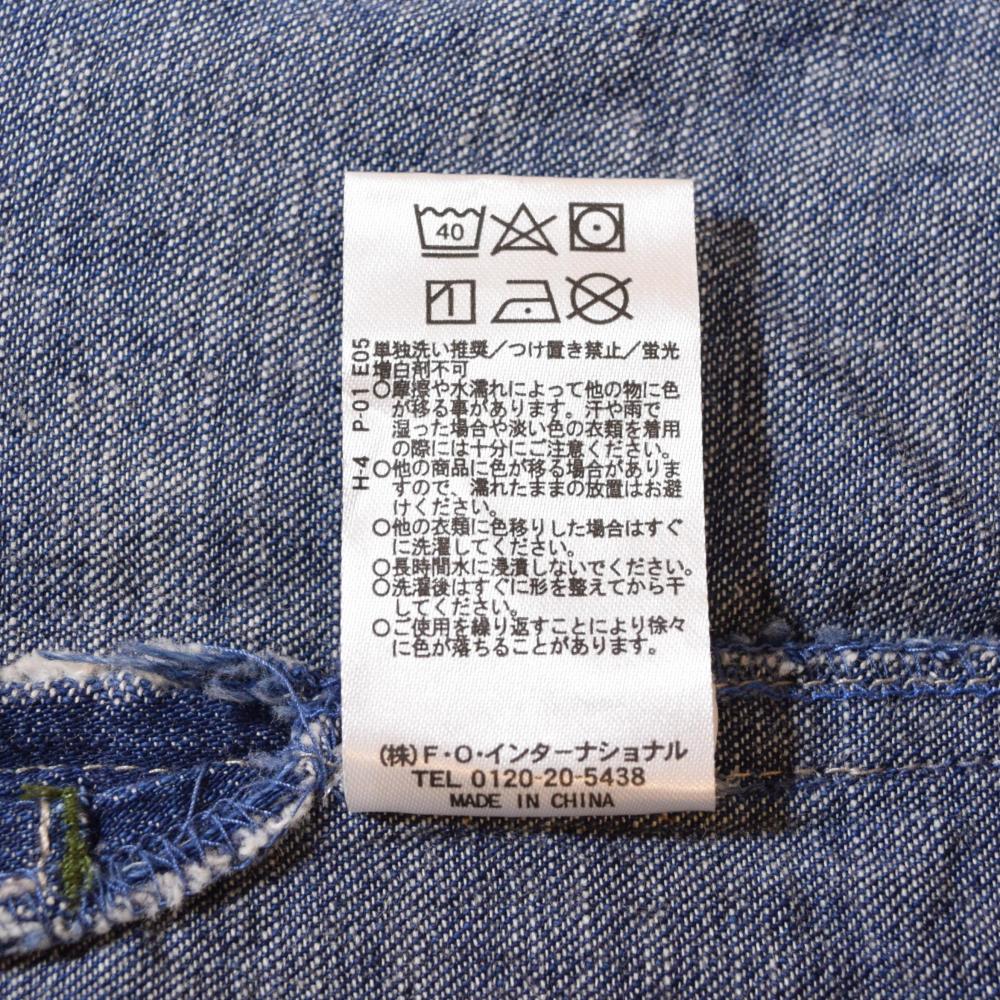 40
単独洗い推奨／つけ置き禁止／蛍光
増白剤不可
○摩擦や水濡れによって他の物に色
が移る事があります。汗や雨で
湿った場合や淡い色の衣類を着用
の際には十分にご注意ください。
○他の商品に色が移る場合がありま
すので、濡れたままの放置はお避
けください。
○他の衣類に色移りした場合はすぐ
に洗濯してください。
○長時間水に浸漬しないでください。
○洗濯後はすぐに形を整えてから干
してください。
○ご使用を繰り返すことにより徐々
に色が落ちることがあります。
H-4 P-01 E05
(株)F・O・インターナショナル
TEL 0120-20-5438
MADE IN CHINA